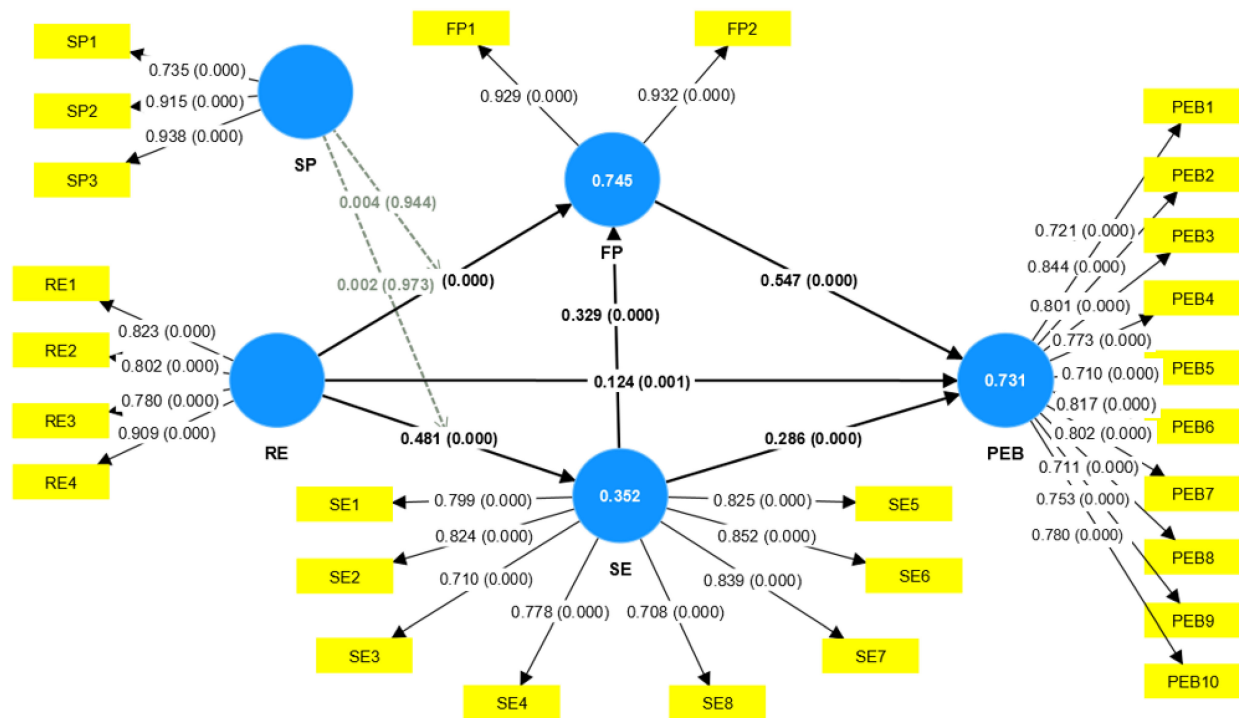 SP1
SP2
SP3
0.735 (0.000)
0.915 (0.000)
0.938 (0.000)
SP
FP1
FP2
0.929 (0.000)
0.932 (0.000)
0.745
FP
0.004 (0.944)
0.002 (0.973)
(0.000)
0.547 (0.000)
0.329 (0.000)
RE1
RE2
RE3
RE4
0.823 (0.000)
0.802 (0.000)
0.780 (0.000)
0.909 (0.000)
RE
0.124 (0.001)
0.481 (0.000)
0.286 (0.000)
0.731
PEB
0.721 (0.000)
0.844 (0.000)
0.801 (0.000)
0.773 (0.000)
0.710 (0.000)
0.817 (0.000)
0.802 (0.000)
0.711 (0.000)
0.753 (0.000)
0.780 (0.000)
PEB1
PEB2
PEB3
PEB4
PEB5
PEB6
PEB7
PEB8
PEB9
PEB10
0.352
SE
SE1
SE2
SE3
SE4
SE8
SE7
SE6
SE5
0.799 (0.000)
0.824 (0.000)
0.710 (0.000)
0.778 (0.000)
0.708 (0.000)
0.839 (0.000)
0.852 (0.000)
0.825 (0.000)